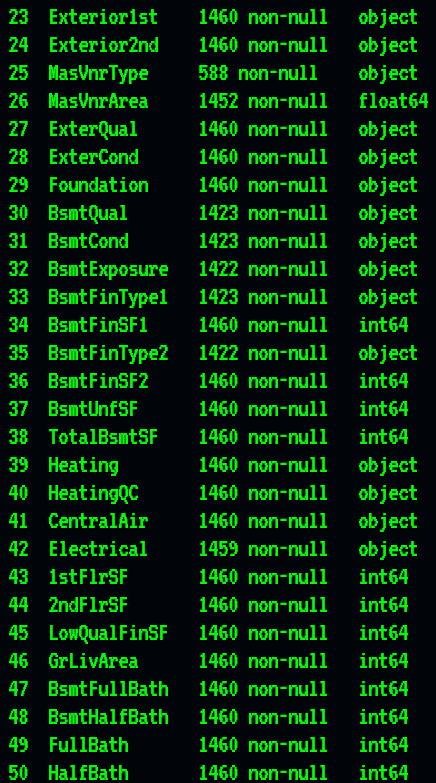 23 Exterior1st 1460 non-null object
24 Exterior2nd 1460 non-null object
25 MasVnrType 588 non-null object
26 MasVnrArea 1452 non-null float64
27 ExterQual 1460 non-null object
28 ExterCond 1460 non-null object
29 Foundation 1460 non-null object
30 BsmtQual 1423 non-null object
31 BsmtCond 1423 non-null object
32 BsmtExposure 1422 non-null object
33 BsmtFinType1 1423 non-null object
34 BsmtFinSF1 1460 non-null int64
35 BsmtFinType2 1422 non-null object
36 BsmtFinSF2 1460 non-null int64
37 BsmtUnfSF 1460 non-null int64
38 TotalBsmtSF 1460 non-null int64
39 Heating 1460 non-null object
40 HeatingQC 1460 non-null object
41 CentralAir 1460 non-null object
42 Electrical 1459 non-null object
43 1stFlrSF 1460 non-null int64
44 2ndFlrSF 1460 non-null int64
45 LowQualFinSF 1460 non-null int64
46 GrLivArea 1460 non-null int64
47 BsmtFullBath 1460 non-null int64
48 BsmtHalfBath 1460 non-null int64
49 FullBath 1460 non-null int64
50 HalfBath 1460 non-null int64